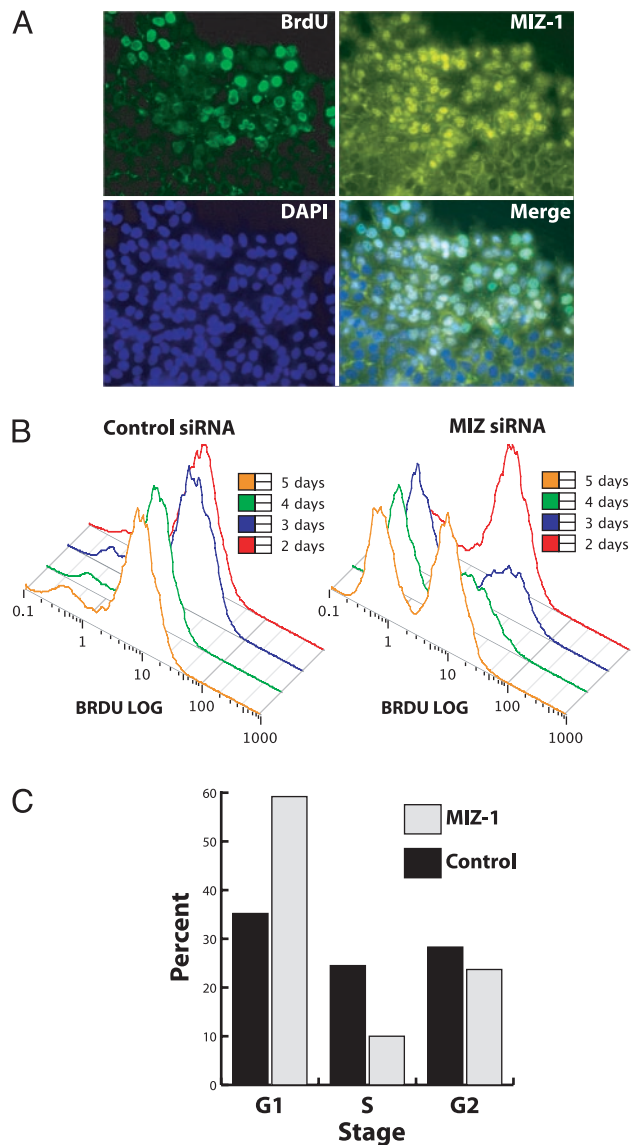 A
BrdU
MIZ-1
DAPI
Merge
B
Control siRNA
5 days
4 days
3 days
2 days
0.1
1
10
100
1000
BRDU LOG
MIZ siRNA
5 days
4 days
3 days
2 days
0.1
1
10
100
1000
BRDU LOG
C
60
50
40
30
20
10
0
Percent
MIZ-1
Control
G1
S
G2
Stage